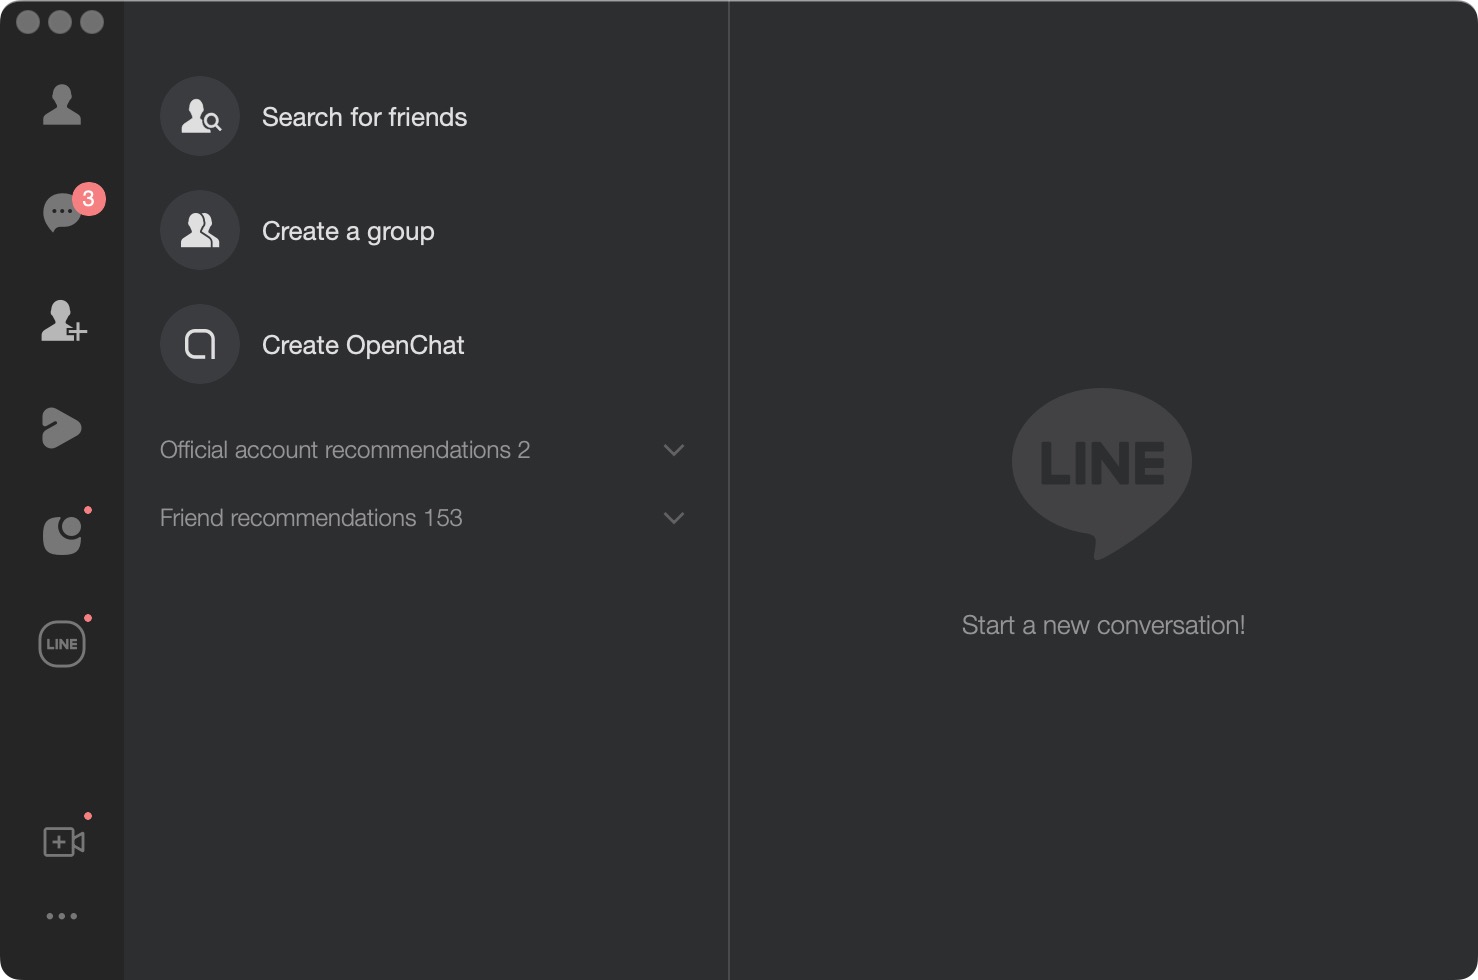 3
Search for friends
Create a group
Create OpenChat
Official account recommendations 2
Friend recommendations 153
LINE
LINE
Start a new conversation!